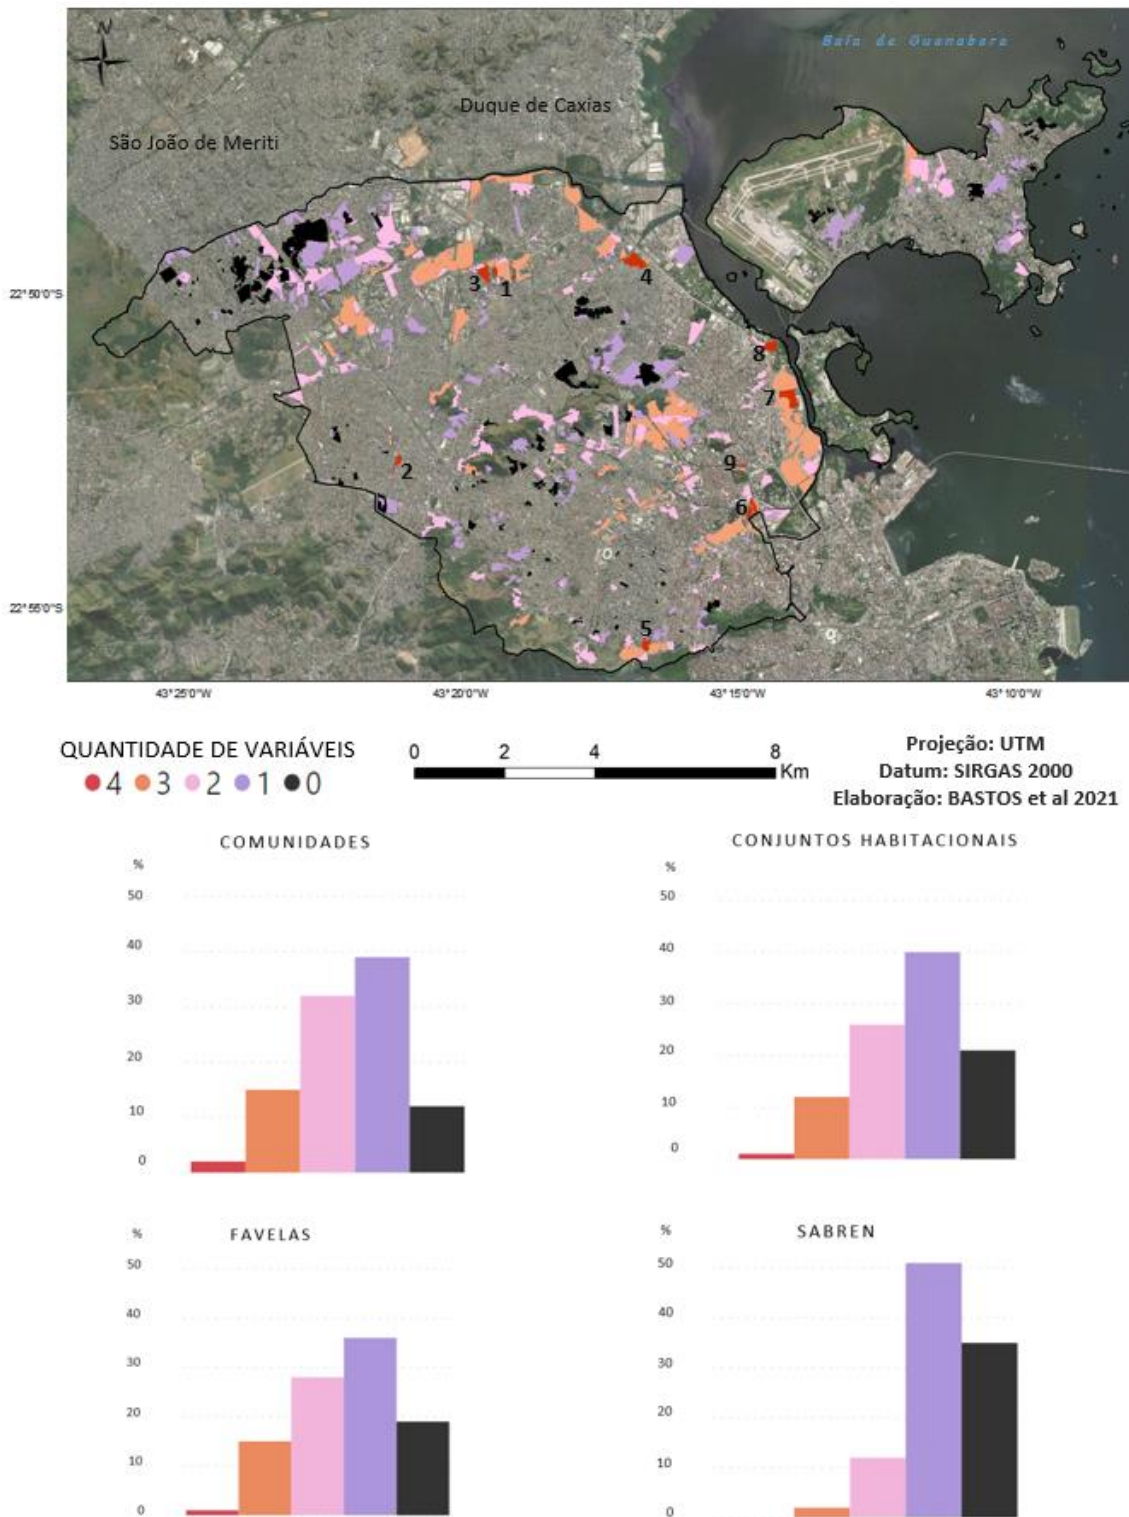 N
Baía de Guanabara
Duque de Caxias
São João de Meriti
3
1
4
22°50'0"S
8
7
2
9
6
22°55'0"S
5
43°25'0"W
43°20'0"W
43°15'0"W
43°10'0"W
QUANTIDADE DE VARIÁVEIS
4 3 2 1 0
0 2 4 8
Km
Projeção: UTM
Datum: SIRGAS 2000
Elaboração: BASTOS et al 2021
COMUNIDADES
%
50
40
30
20
10
0
CONJUNTOS HABITACIONAIS
%
50
40
30
20
10
0
FAVELAS
%
50
40
30
20
10
0
SABREN
%
50
40
30
20
10
0